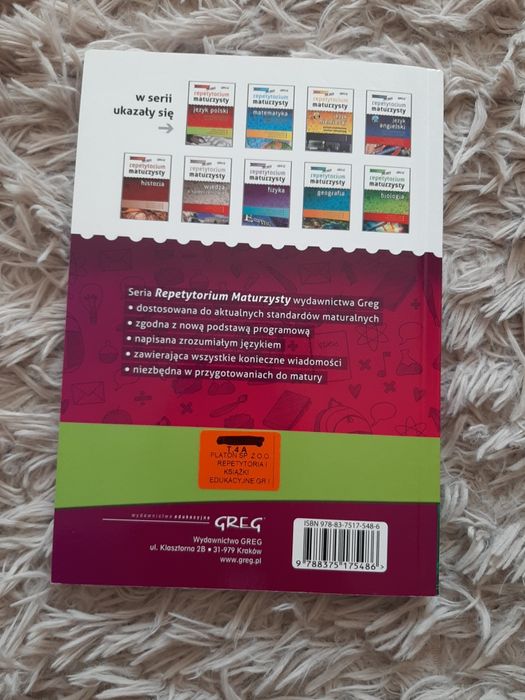 w serii
ukazały się
repetytorium
maturzysty
język polski
repetytorium
maturzysty
matematyka
repetytorium
maturzysty
repetytorium
maturzysty
język
angielski
repetytorium
maturzysty
historia
repetytorium
maturzysty
wiedza
repetytorium
maturzysty
fizyka
repetytorium
maturzysty
geografia
repetytorium
maturzysty
biologia
Seria Repetytorium Maturzysty wydawnictwa Greg
• dostosowana do aktualnych standardów maturalnych
• zgodna z nową podstawą programową
• napisana zrozumiałym językiem
• zawierająca wszystkie konieczne wiadomości
• niezbędna w przygotowaniach do matury
T.4 A
PLATON SP. Z O.O.
REPETYTORIA I
KSIĄŻKI
EDUKACYJNE.GR I
wydawnictwo edukacyjne
GREG
Wydawnictwo GREG
ul. Klasztorna 2B • 31-979 Kraków
www.greg.pl
ISBN 978-83-7517-548-6
9 788375 175486 >